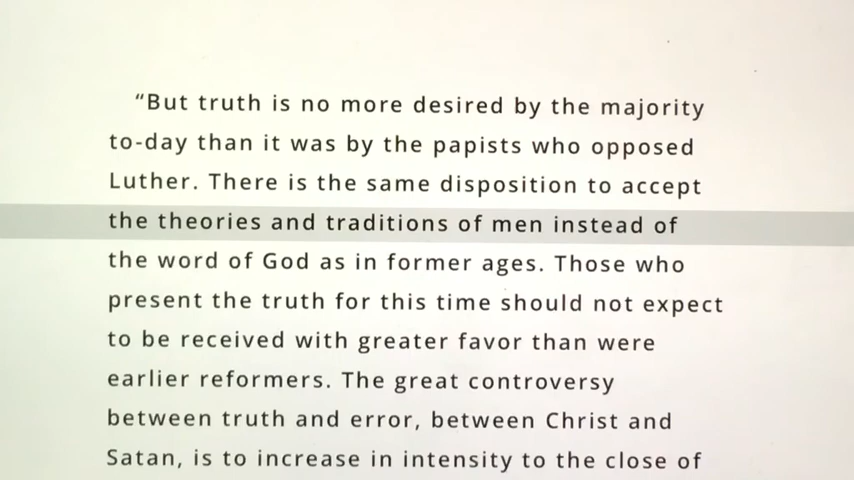 “But truth is no more desired by the majority
to-day than it was by the papists who opposed
Luther. There is the same disposition to accept
the theories and traditions of men instead of
the word of God as in former ages. Those who
present the truth for this time should not expect
to be received with greater favor than were
earlier reformers. The great controversy
between truth and error, between Christ and
Satan, is to increase in intensity to the close of